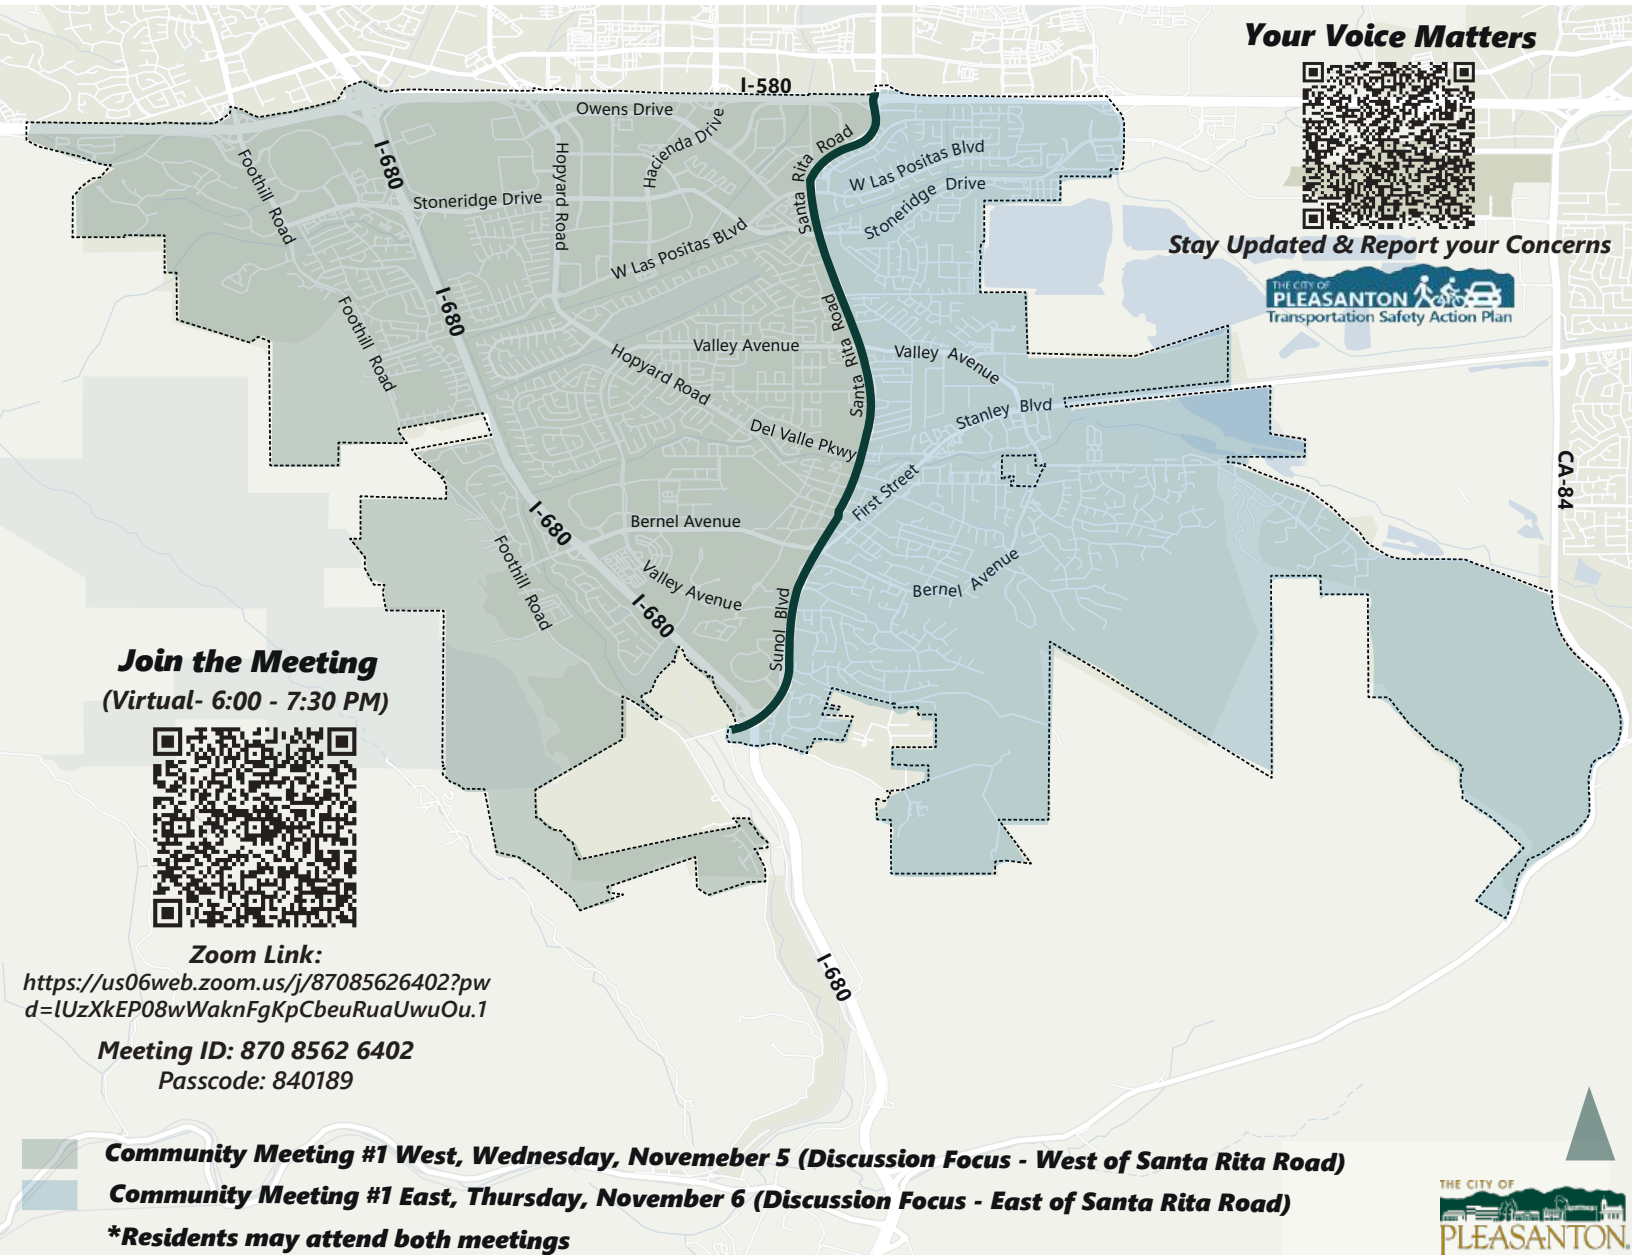 Your Voice Matters
I-580
Owens Drive
Hacienda Drive
Santa Rita Road
W Las Positas Blvd
Stoneridge Drive
Foothill Road
I-680
Hopyard Road
Stoneridge Drive
Santa Rita Road
W Las Positas Blvd
Stay Updated & Report your Concerns
THE CITY OF
PLEASANTON
Transportation Safety Action Plan
I-680
Foothill Road
Valley Avenue
Hopyard Road
Santa Rita Road
Valley Avenue
Stanley Blvd
Del Valle Pkwy
First Street
CA-84
I-680
Bernel Avenue
Foothill Road
Valley Avenue
Bernel Avenue
I-680
Sunol Blvd
Join the Meeting
(Virtual- 6:00 - 7:30 PM)
Zoom Link:
https://us06web.zoom.us/j/87085626402?pw
d=lUzXkEP08wWaknFgKpCbeuRuaUwuOu.1
Meeting ID: 870 8562 6402
Passcode: 840189
I-680
Community Meeting #1 West, Wednesday, Novemeber 5 (Discussion Focus - West of Santa Rita Road)
Community Meeting #1 East, Thursday, November 6 (Discussion Focus - East of Santa Rita Road)
*Residents may attend both meetings
THE CITY OF
PLEASANTON.